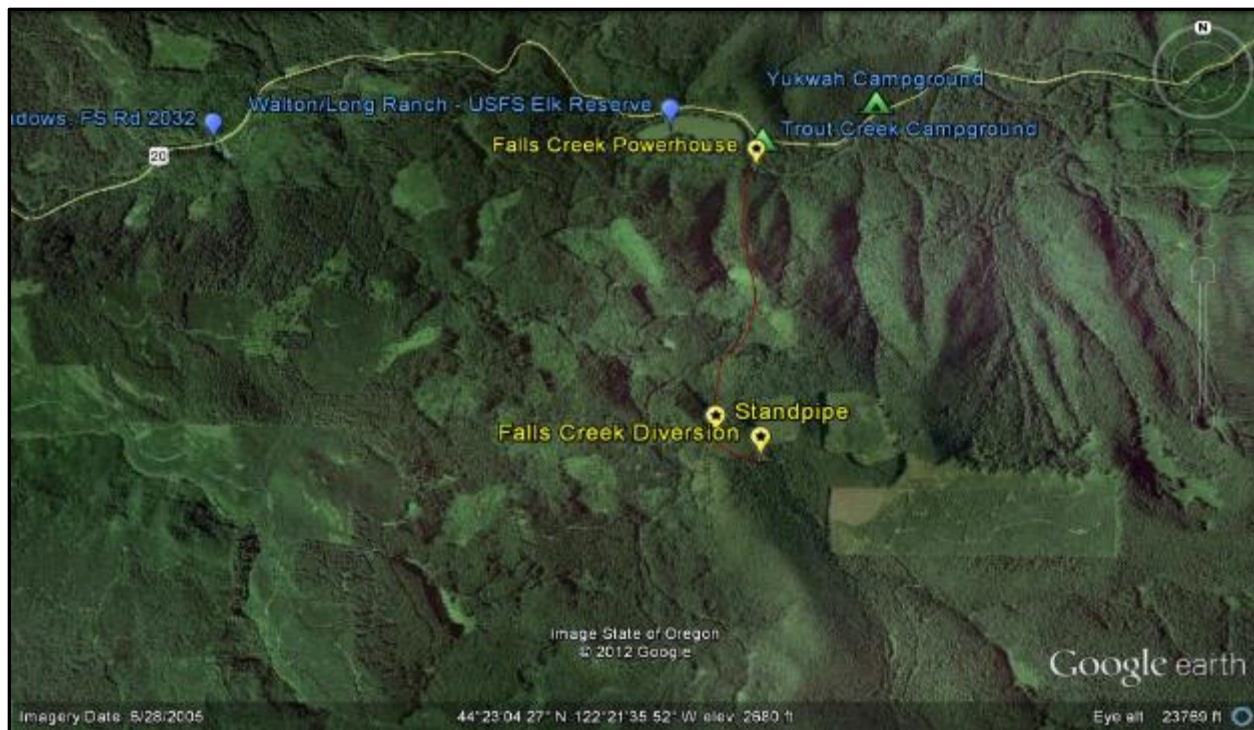 N
Yukwah Campground
Walton/Long Ranch - USFS Elk Reserve
adows, FS Rd 2032
Trout Creek Campground
20
Falls Creek Powerhouse
Standpipe
Falls Creek Diversion
Image State of Oregon
© 2012 Google
Google earth
Imagery Date: 6/28/2005 44°23'04.27" N 122°21'35.52" W elev 2680 ft Eye alt 23769 ft